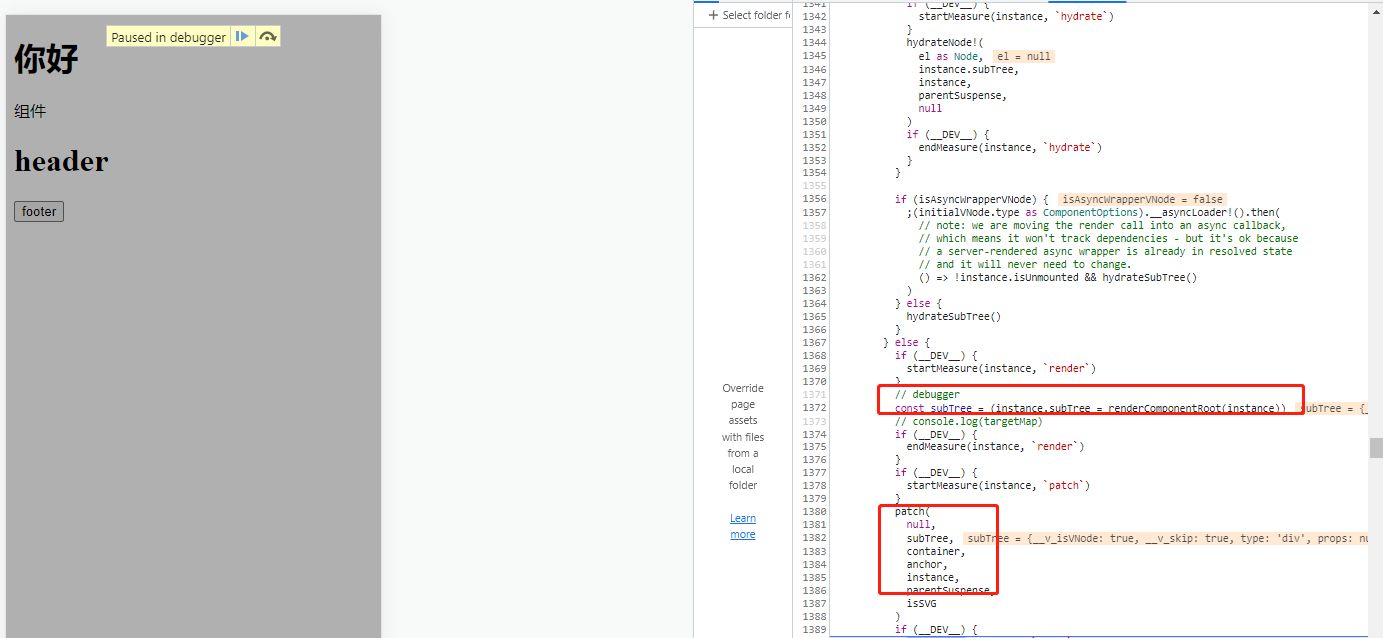 Paused in debugger
你好
组件
header
footer
Select folder f
Override
page
assets
with files
from a
local
folder
Learn
more
1341 if (__DEV__) {
1342 startMeasure(instance, `hydrate`)
1343 }
1344 hydrateNode!(
1345 el as Node, el = null
1346 instance.subTree,
1347 instance,
1348 parentSuspense,
1349 null
1350 )
1351 if (__DEV__) {
1352 endMeasure(instance, `hydrate`)
1353 }
1354 }
1355
1356 if (isAsyncWrapperVNode) { isAsyncWrapperVNode = false
1357 ;(initialVNode.type as ComponentOptions).__asyncLoader!().then(
1358 // note: we are moving the render call into an async callback,
1359 // which means it won't track dependencies - but it's ok because
1360 // a server-rendered async wrapper is already in resolved state
1361 // and it will never need to change.
1362 () => !instance.isUnmounted && hydrateSubTree()
1363 )
1364 } else {
1365 hydrateSubTree()
1366 }
1367 } else {
1368 if (__DEV__) {
1369 startMeasure(instance, `render`)
1370 }
1371 // debugger
1372 const subTree = (instance.subTree = renderComponentRoot(instance)) subTree = {_
1373 // console.log(targetMap)
1374 if (__DEV__) {
1375 endMeasure(instance, `render`)
1376 }
1377 if (__DEV__) {
1378 startMeasure(instance, `patch`)
1379 }
1380 patch(
1381 null,
1382 subTree, subTree = {__v_isVNode: true, __v_skip: true, type: 'div', props: nu
1383 container,
1384 anchor,
1385 instance,
1386 parentSuspense,
1387 isSVG
1388 )
1389 if (__DEV__) {